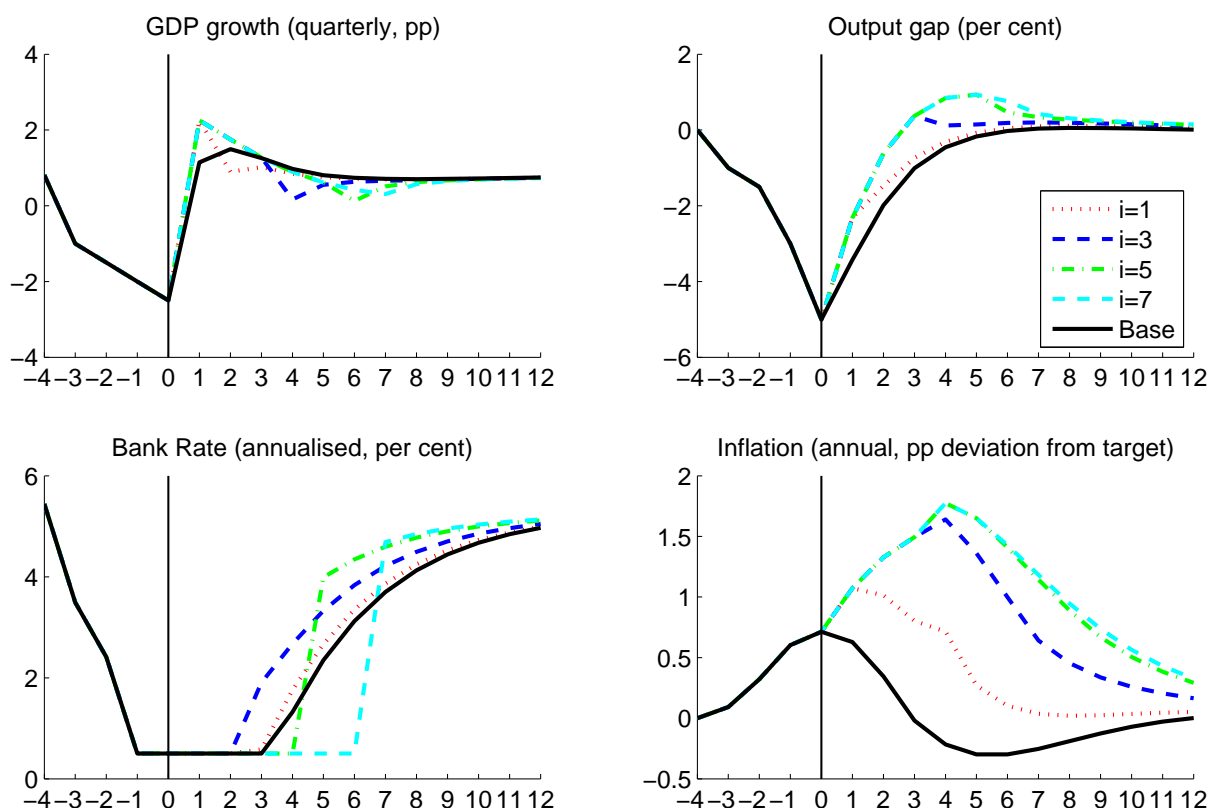 GDP growth (quarterly, pp)
4
2
0
−2
−4
−4 −3 −2 −1 0 1 2 3 4 5 6 7 8 9 10 11 12
Output gap (per cent)
2
0
−2
−4
−6
−4 −3 −2 −1 0 1 2 3 4 5 6 7 8 9 10 11 12
i=1
i=3
i=5
i=7
Base
Bank Rate (annualised, per cent)
6
4
2
0
−4 −3 −2 −1 0 1 2 3 4 5 6 7 8 9 10 11 12
Inflation (annual, pp deviation from target)
2
1.5
1
0.5
0
−0.5
−4 −3 −2 −1 0 1 2 3 4 5 6 7 8 9 10 11 12